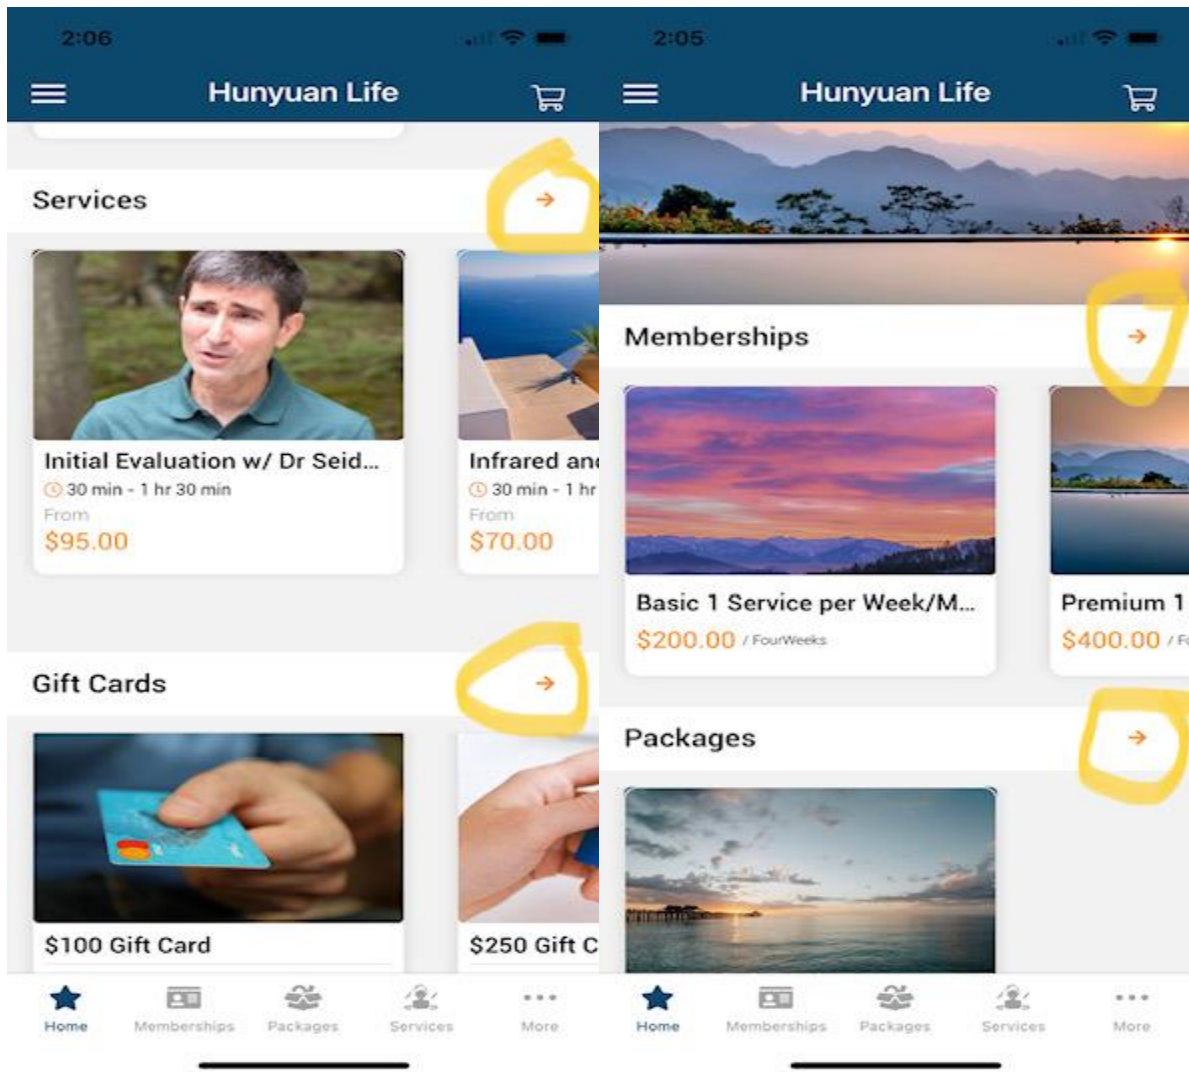 2:06
Hunyuan Life
Services
Initial Evaluation w/ Dr Seid...
30 min - 1 hr 30 min
From
$95.00
Infrared an
30 min - 1 hr
From
$70.00
Gift Cards
$100 Gift Card
$250 Gift C
Home
Memberships
Packages
Services
More
2:05
Hunyuan Life
Memberships
Basic 1 Service per Week/M...
$200.00 / FourWeeks
Premium 1
$400.00 / F
Packages
Home
Memberships
Packages
Services
More